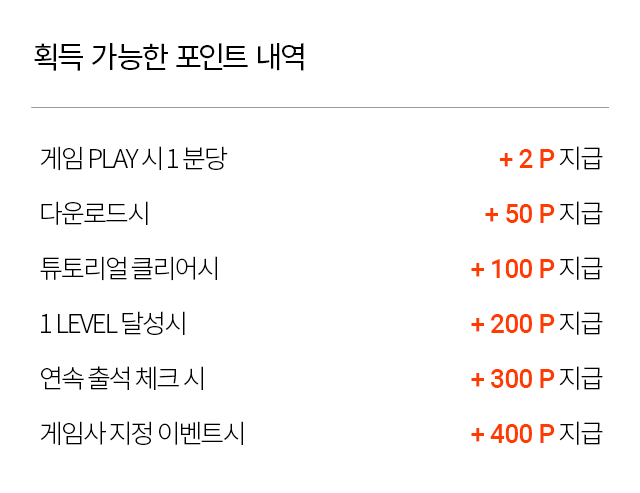 획득 가능한 포인트 내역
게임 PLAY 시 1 분당 + 2 P 지급
다운로드시 + 50 P 지급
튜토리얼 클리어시 + 100 P 지급
1 LEVEL 달성시 + 200 P 지급
연속 출석 체크 시 + 300 P 지급
게임사 지정 이벤트시 + 400 P 지급